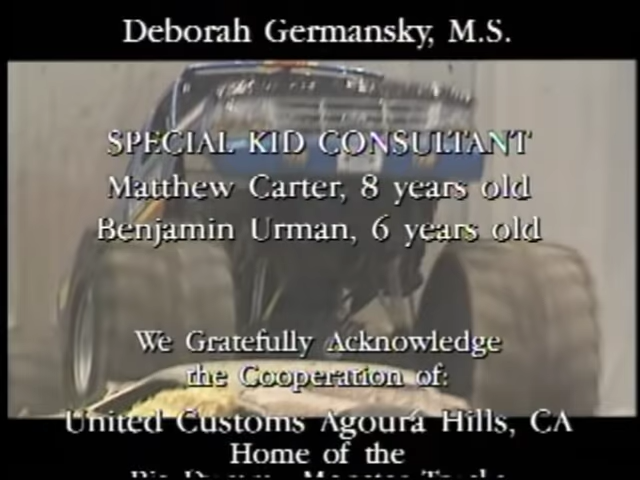 Deborah Germansky, M.S.
SPECIAL KID CONSULTANT
Matthew Carter, 8 years old
Benjamin Urman, 6 years old
We Gratefully Acknowledge
the Cooperation of:
United Customs Agoura Hills, CA
Home of the